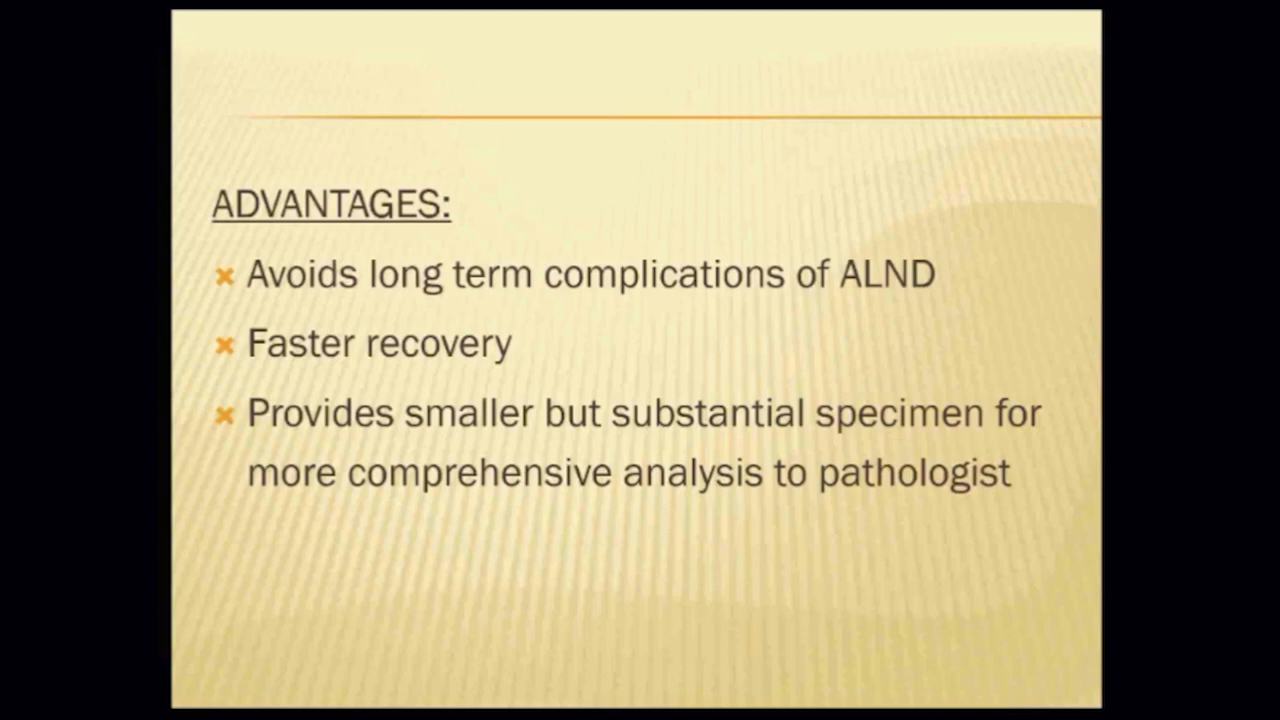 ADVANTAGES:
Avoids long term complications of ALND
Faster recovery
Provides smaller but substantial specimen for
more comprehensive analysis to pathologist